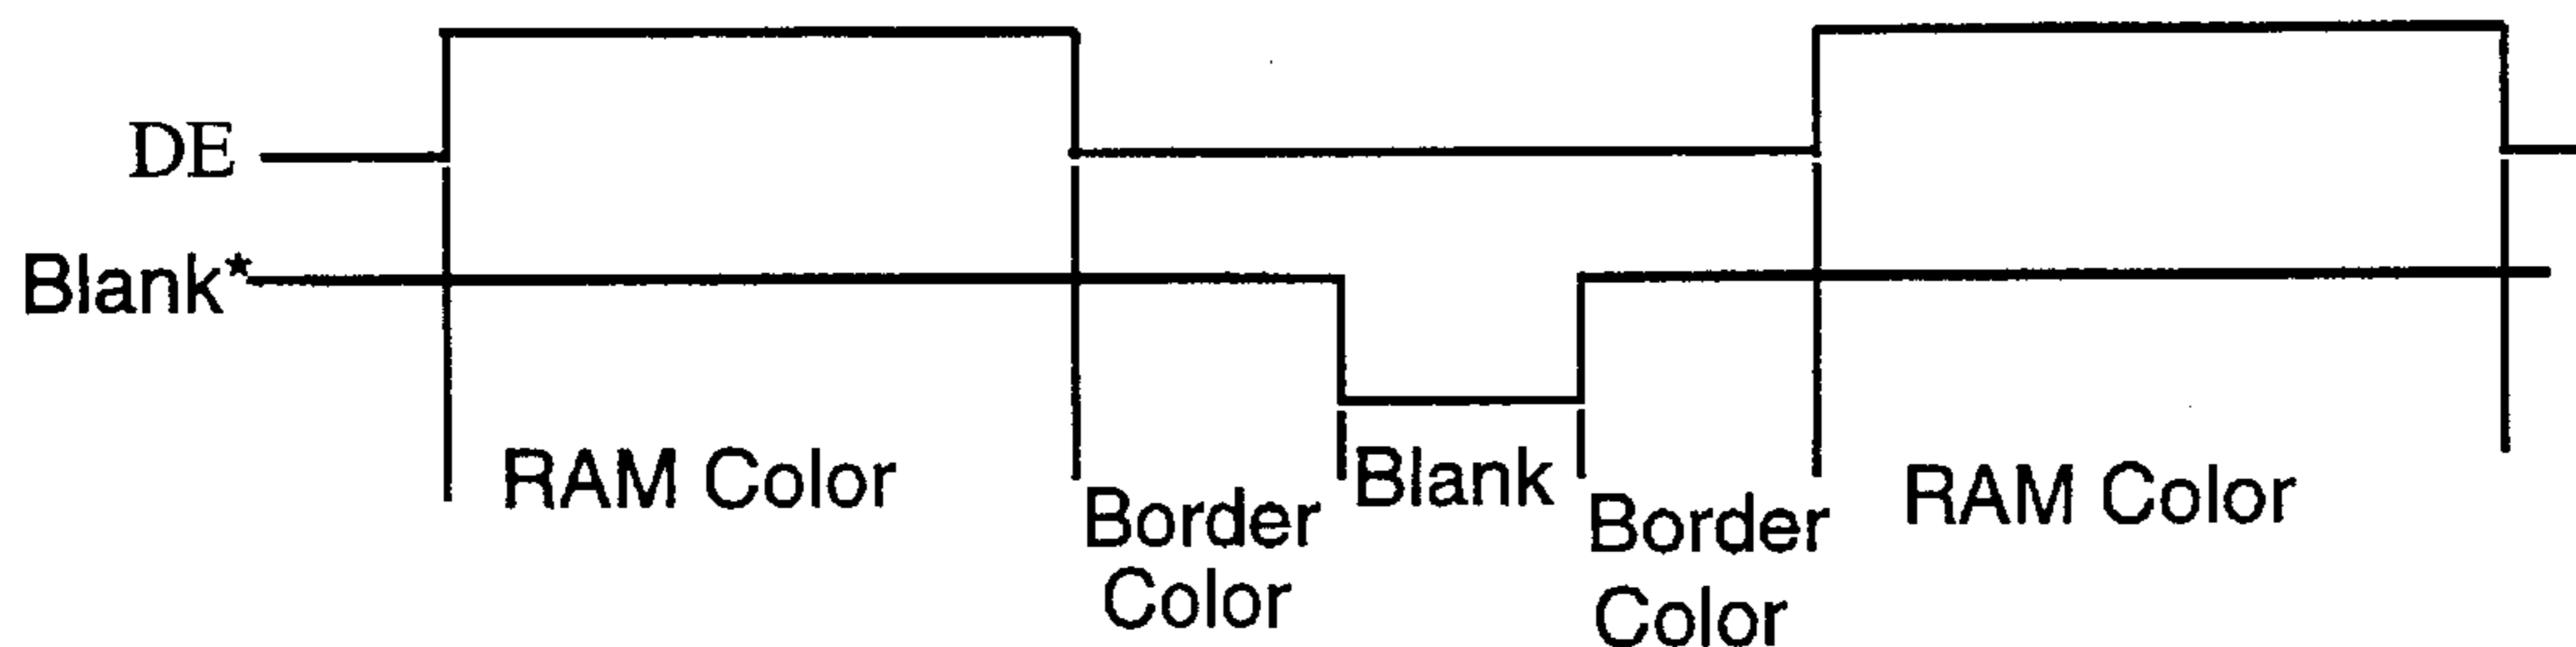 DE
Blank*
RAM Color
Border
Color
Blank
Border
Color
RAM Color